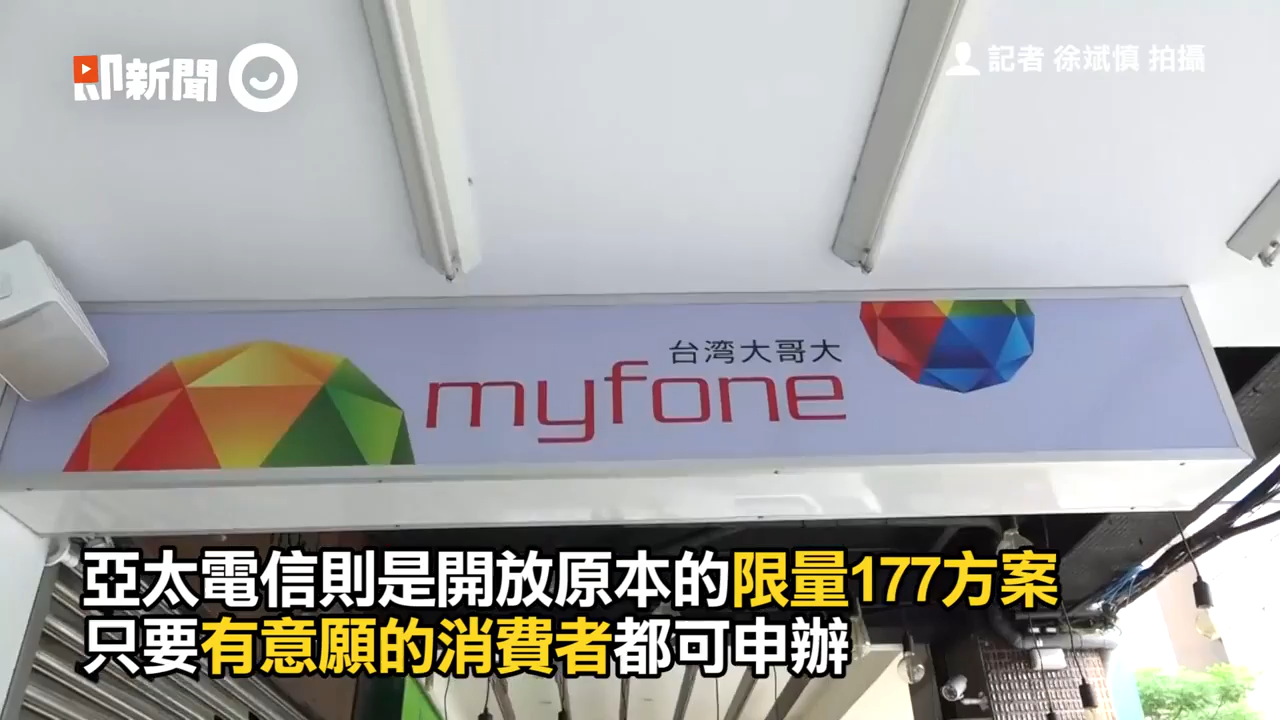 即新聞
記者 徐斌慎 拍攝
台湾大哥大
myfone
亞太電信則是開放原本的限量177方案
只要有意願的消費者都可申辦